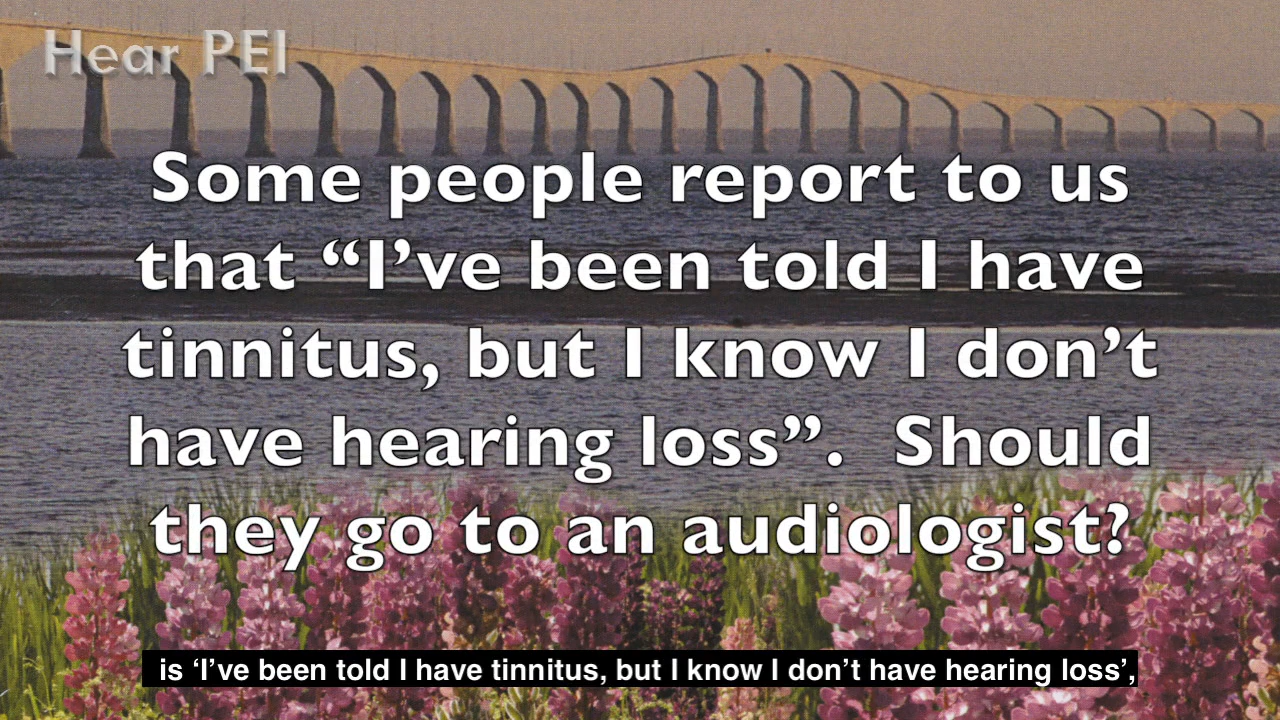 Hear PEI
Some people report to us
that “I’ve been told I have
tinnitus, but I know I don’t
have hearing loss”.  Should
they go to an audiologist?
is ‘I’ve been told I have tinnitus, but I know I don’t have hearing loss’,